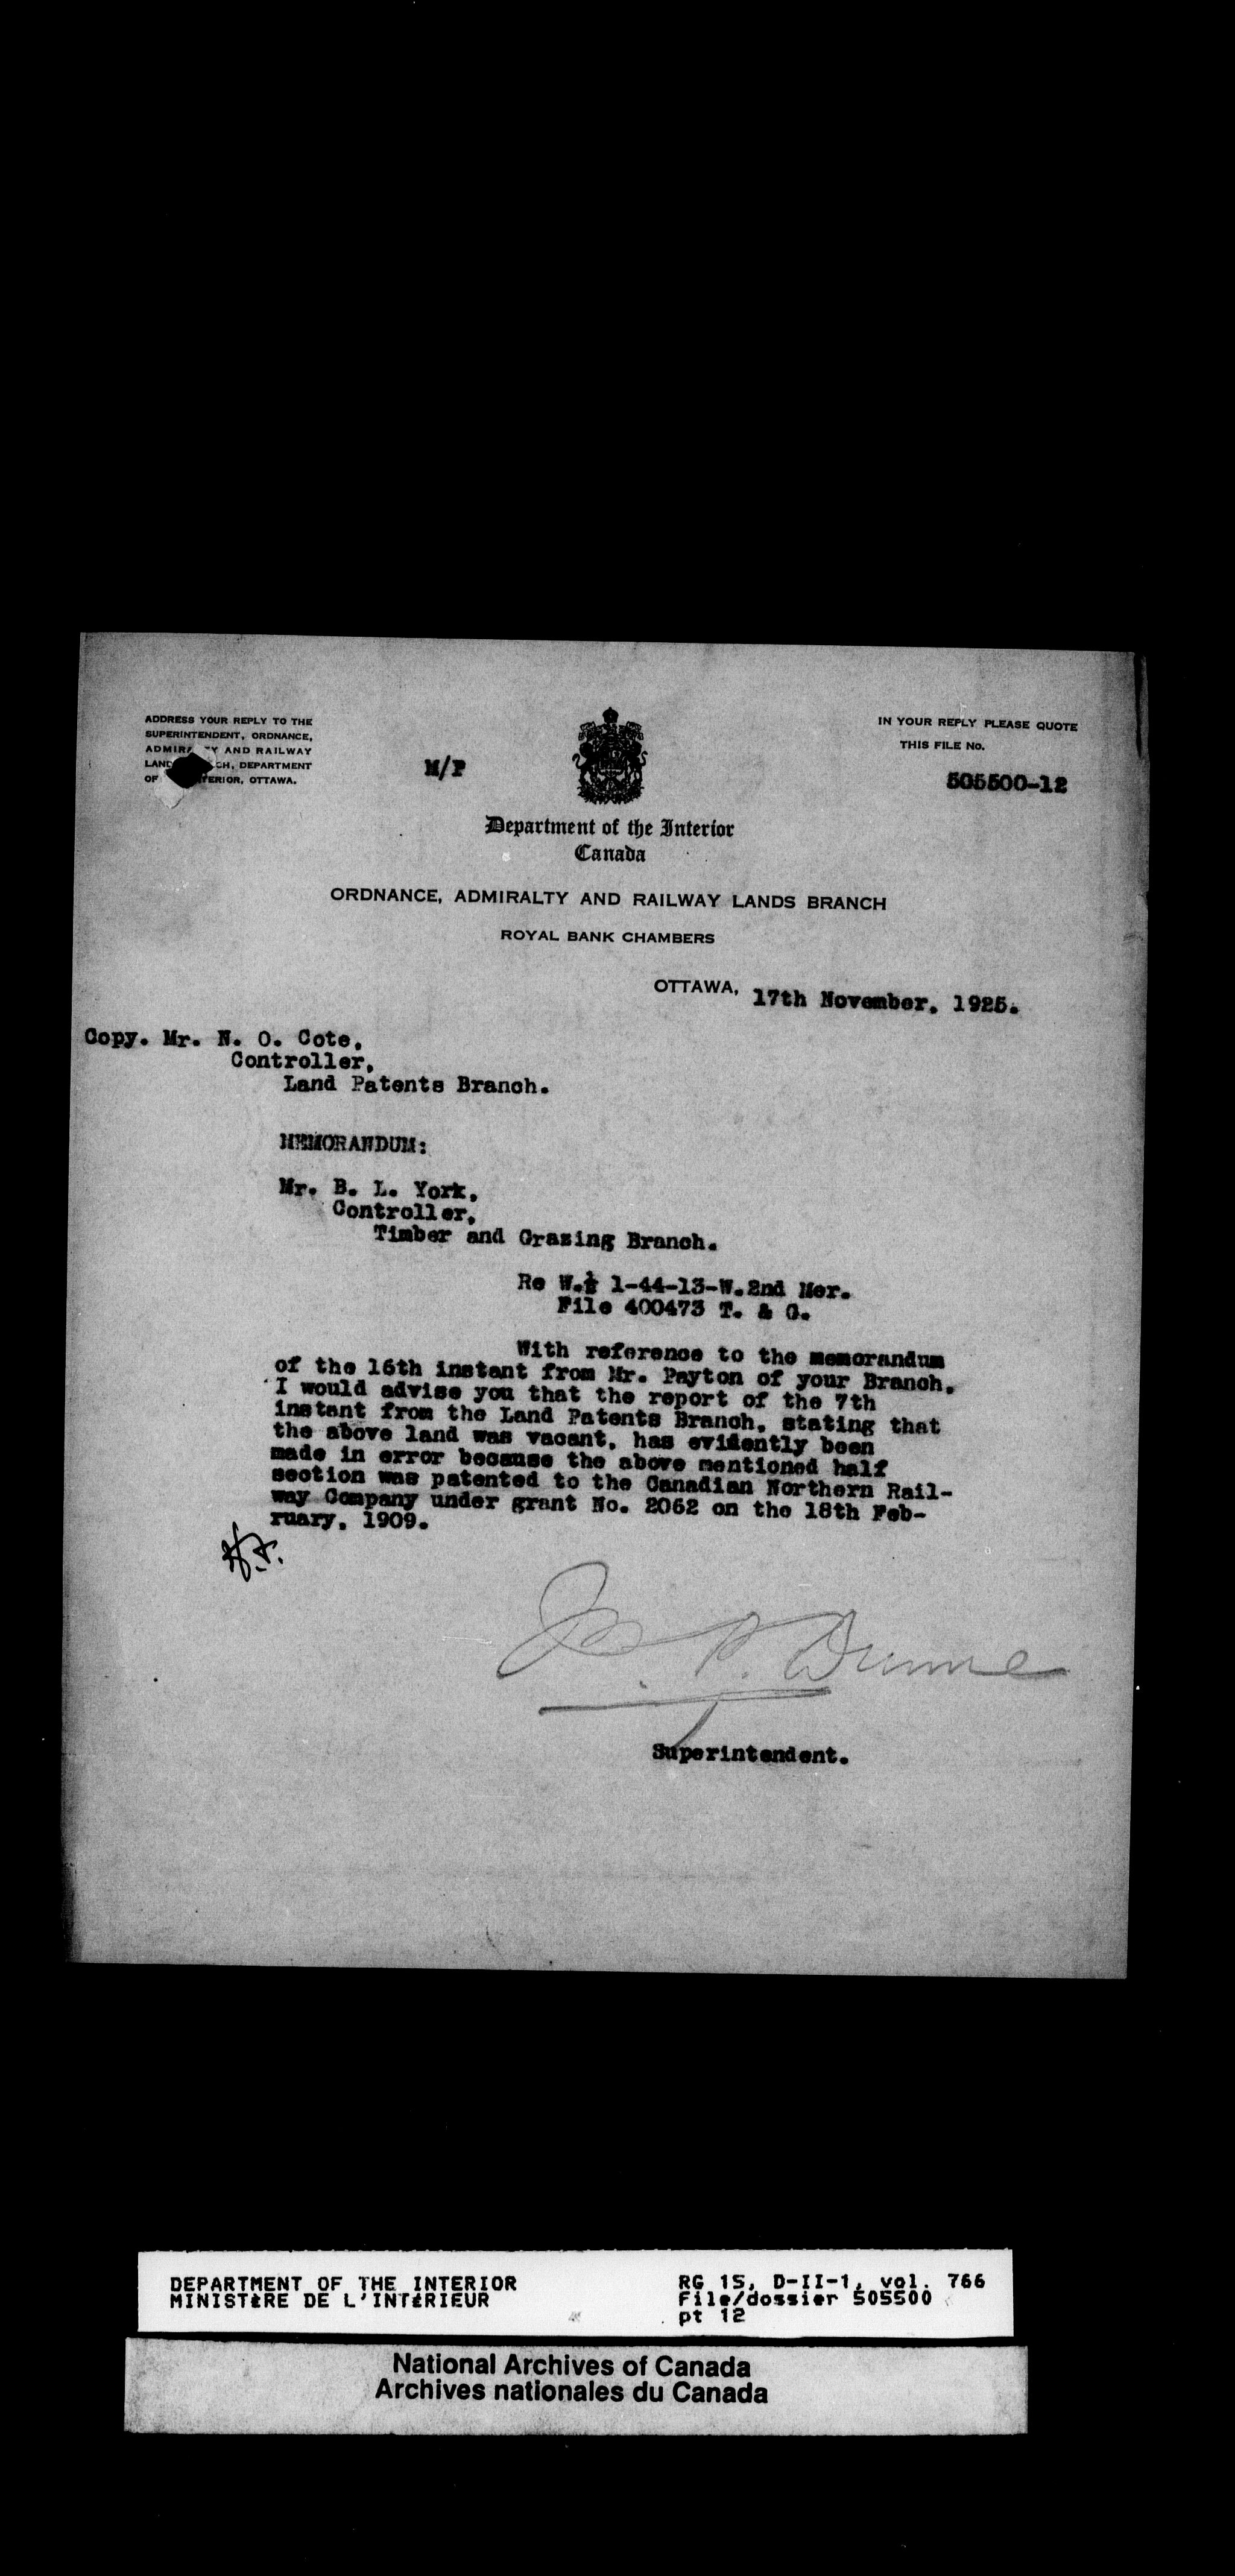 ADDRESS YOUR REPLY TO THE
SUPERINTENDENT, ORDNANCE,
AND RAILWAY
DEPARTMENT
OF OTTAWA.
M/P
IN YOUR REPLY PLEASE QUOTE
THIS FILE No.
505500-12
Department of the Interior
Canada
ORDNANCE, ADMIRALTY AND RAILWAY LANDS BRANCH
ROYAL BANK CHAMBERS
OTTAWA, 17th November, 1925.
Copy. Mr. N. O. Cote,
Controller,
Land Patents Branch.
MEMORANDUM:
Mr. B. L. York,
Controller,
Timber and Grazing Branch.
Re W.½ 1-44-13-W.2nd Mer.
File 400473 T. & G.
With reference to the memorandum
of the 16th instant from Mr. Payton of your Branch,
I would advise you that the report of the 7th
instant from the Land Patents Branch, stating that
the above land was vacant, has evidently been
made in error because the above mentioned half
section was patented to the Canadian Northern Rail-
way Company under grant No. 2062 on the 18th Feb-
ruary, 1909.
P. Dunne
Superintendent.
DEPARTMENT OF THE INTERIOR
MINISTÈRE DE L'INTÉRIEUR
RG 15, D-II-1, vol. 766
File/dossier 505500
pt 12
National Archives of Canada
Archives nationales du Canada